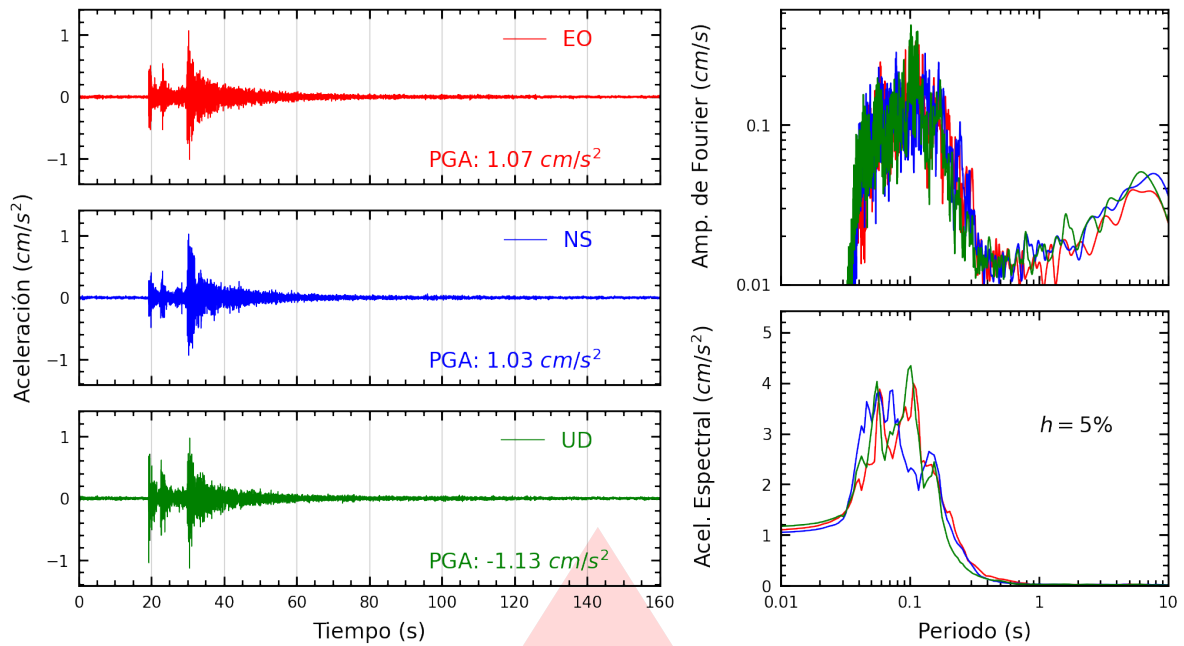 Aceleración (cm/s²)
1
0
−1
EO
PGA: 1.07 cm/s²
1
0
−1
NS
PGA: 1.03 cm/s²
1
0
−1
UD
PGA: -1.13 cm/s²
0 20 40 60 80 100 120 140 160
Tiempo (s)
Amp. de Fourier (cm/s)
0.1
0.01
Acel. Espectral (cm/s²)
5
4
3
2
1
0
h = 5%
0.01 0.1 1 10
Periodo (s)